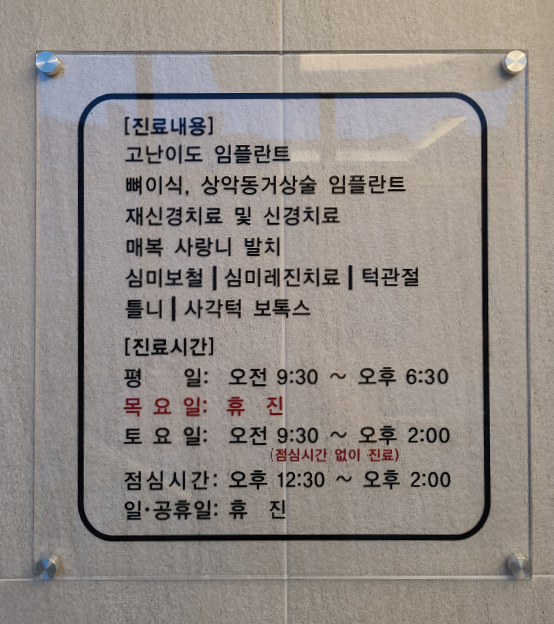 [진료내용]
고난이도 임플란트
뼈이식, 상악동거상술 임플란트
재신경치료 및 신경치료
매복 사랑니 발치
심미보철 | 심미레진치료 | 턱관절
틀니 | 사각턱 보톡스
[진료시간]
평 일: 오전 9:30 ~ 오후 6:30
목 요 일: 휴 진
토 요 일: 오전 9:30 ~ 오후 2:00
(점심시간 없이 진료)
점심시간: 오후 12:30 ~ 오후 2:00
일·공휴일: 휴 진